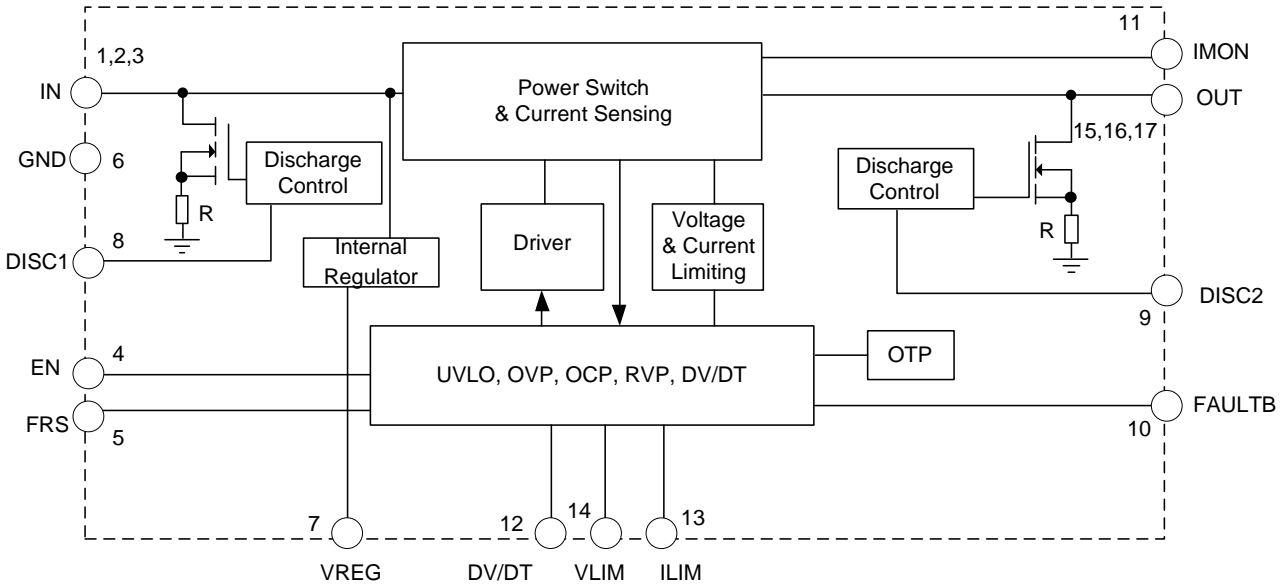 11
1,2,3
IMON
IN
Power Switch
& Current Sensing
OUT
15,16,17
GND
6
Discharge
Control
Discharge
Control
R
Driver
Voltage
& Current
Limiting
R
8
DISC1
Internal
Regulator
DISC2
9
4
EN
UVLO, OVP, OCP, RVP, DV/DT
OTP
FRS
5
FAULTB
10
7
12
14
13
VREG
DV/DT
VLIM
ILIM